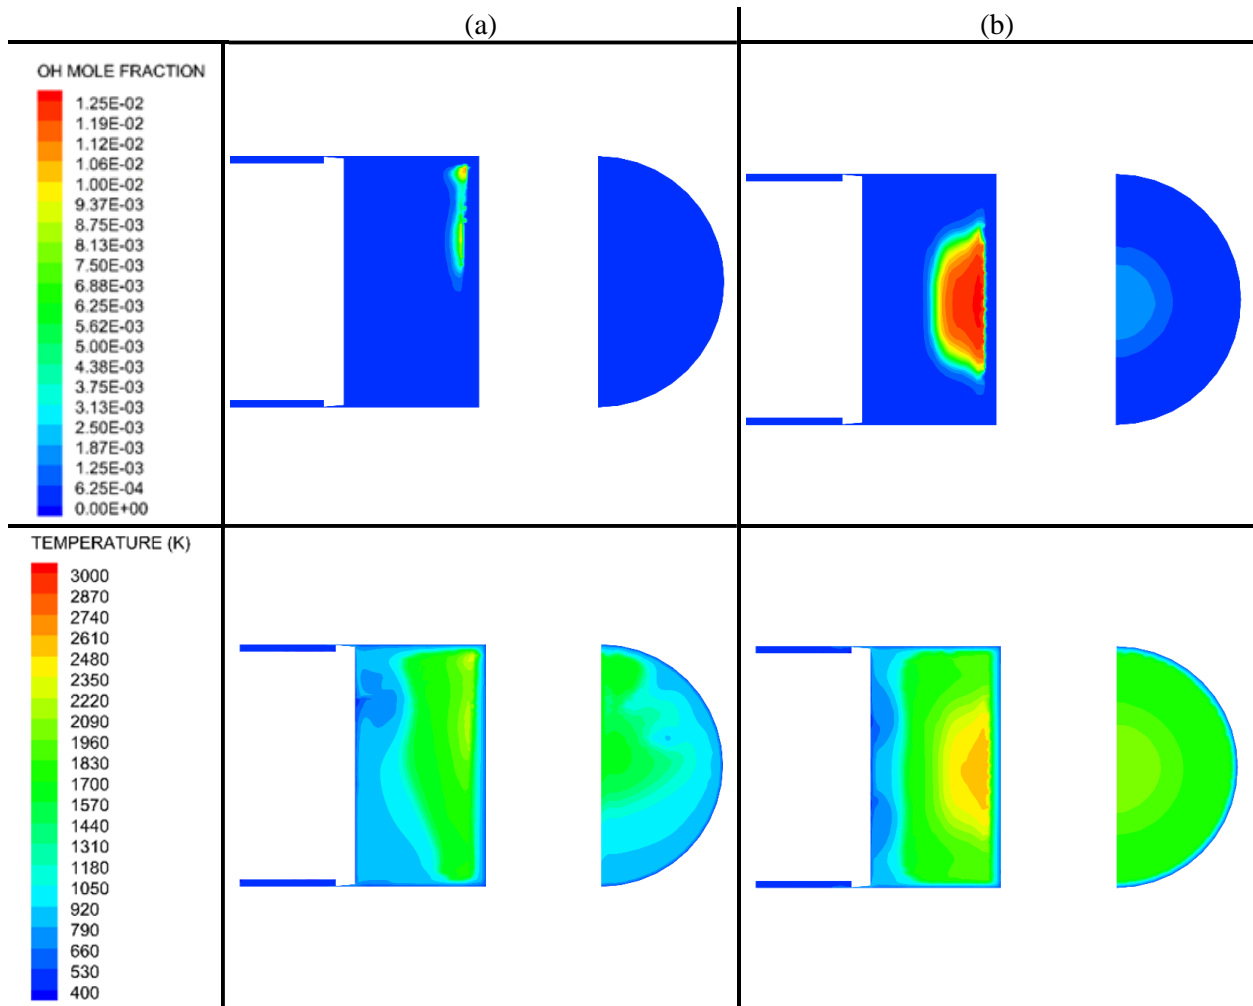 (a)
(b)
OH MOLE FRACTION
1.25E-02
1.19E-02
1.12E-02
1.06E-02
1.00E-02
9.37E-03
8.75E-03
8.13E-03
7.50E-03
6.88E-03
6.25E-03
5.62E-03
5.00E-03
4.38E-03
3.75E-03
3.13E-03
2.50E-03
1.87E-03
1.25E-03
6.25E-04
0.00E+00
TEMPERATURE (K)
3000
2870
2740
2610
2480
2350
2220
2090
1960
1830
1700
1570
1440
1180
1050
920
790
660
530
400